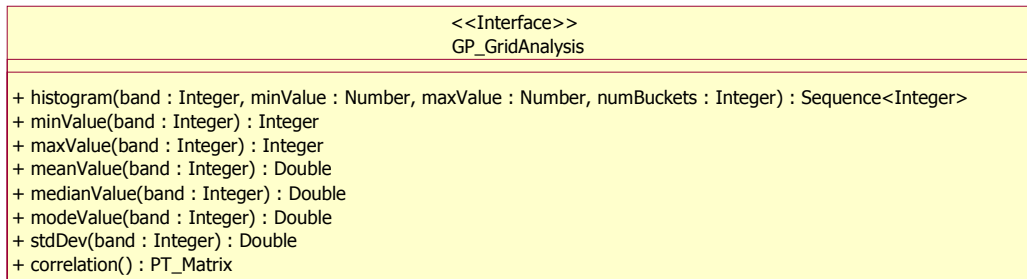 <<Interface>>
GP_GridAnalysis
+ histogram(band : Integer, minValue : Number, maxValue : Number, numBuckets : Integer) : Sequence<Integer>
+ minValue(band : Integer) : Integer
+ maxValue(band : Integer) : Integer
+ meanValue(band : Integer) : Double
+ medianValue(band : Integer) : Double
+ modeValue(band : Integer) : Double
+ stdDev(band : Integer) : Double
+ correlation() : PT_Matrix